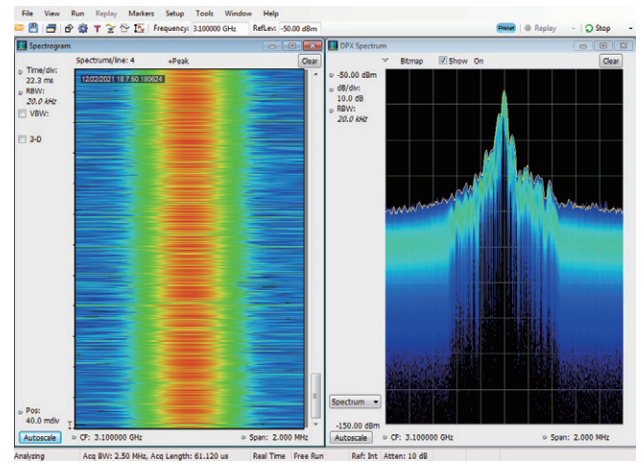 File View Run Replay Markers Setup Tools Window Help
Frequency: 3.100000 GHz RefLev: -50.00 dBm Preset Replay Stop
Spectrogram
Spectrums/line: 4 +Peak Clear
Time/div:
22.3 ms
RBW:
20.0 kHz
VBW:
3-D
12/22/2021 18:7:50.180624
Pos:
40.0 mdiv
Autoscale CF: 3.100000 GHz Span: 2.000 MHz
DPX Spectrum
Bitmap Show On Clear
-50.00 dBm
dB/div:
10.0 dB
RBW:
20.0 kHz
Spectrum
-150.00 dBm
Autoscale CF: 3.100000 GHz Span: 2.000 MHz
Analyzing Acq BW: 2.50 MHz, Acq Length: 61.120 us Real Time Free Run Ref: Int Atten: 10 dB